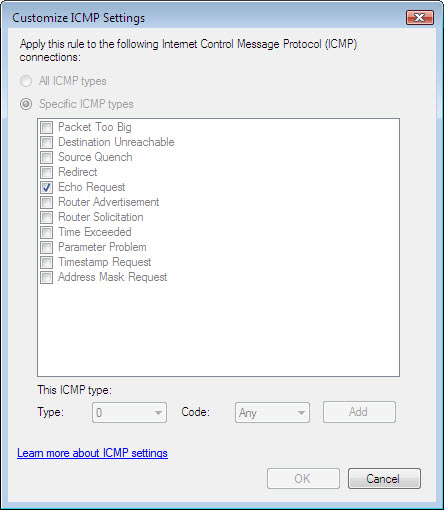 Customize ICMP Settings
Apply this rule to the following Internet Control Message Protocol (ICMP)
connections:
All ICMP types
Specific ICMP types
Packet Too Big
Destination Unreachable
Source Quench
Redirect
Echo Request
Router Advertisement
Router Solicitation
Time Exceeded
Parameter Problem
Timestamp Request
Address Mask Request
This ICMP type:
Type: 0 Code: Any Add
Learn more about ICMP settings
OK Cancel